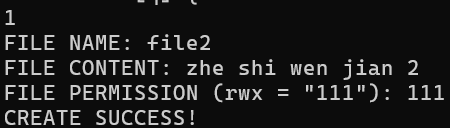 1
FILE NAME: file2
FILE CONTENT: zhe shi wen jian 2
FILE PERMISSION (rwx = "111"): 111
CREATE SUCCESS!